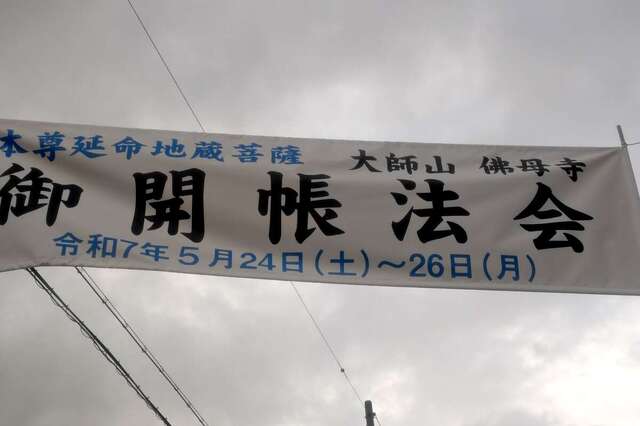 本尊延命地蔵菩薩 大師山 佛母寺
御開帳法会
令和7年5月24日(土)～26日(月)